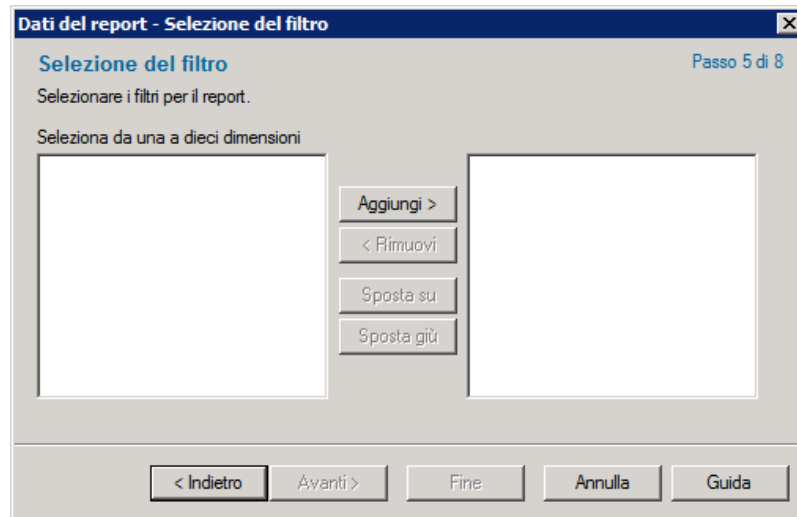 Dati del report - Selezione del filtro
Selezione del filtro
Passo 5 di 8
Selezionare i filtri per il report.
Seleziona da una a dieci dimensioni
Aggiungi >
< Rimuovi
Sposta su
Sposta giù
< Indietro
Avanti >
Fine
Annulla
Guida